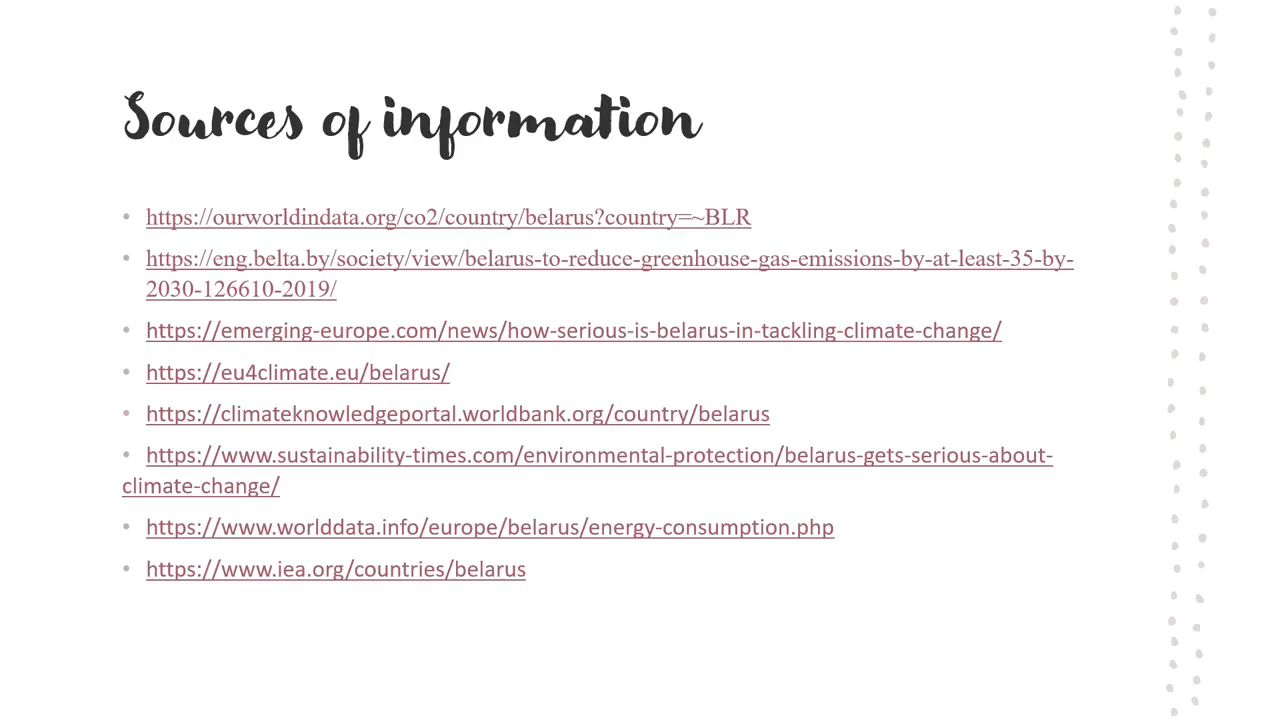 Sources of information
• https://ourworldindata.org/co2/country/belarus?country=~BLR
• https://eng.belta.by/society/view/belarus-to-reduce-greenhouse-gas-emissions-by-at-least-35-by-
2030-126610-2019/
• https://emerging-europe.com/news/how-serious-is-belarus-in-tackling-climate-change/
• https://eu4climate.eu/belarus/
• https://climateknowledgeportal.worldbank.org/country/belarus
• https://www.sustainability-times.com/environmental-protection/belarus-gets-serious-about-
climate-change/
• https://www.worlddata.info/europe/belarus/energy-consumption.php
• https://www.iea.org/countries/belarus